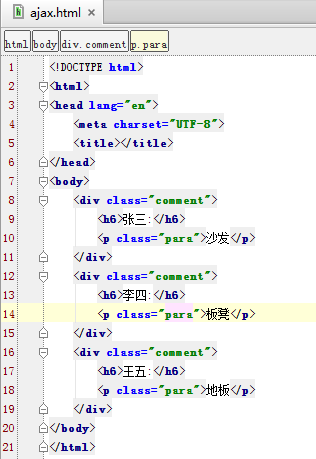 ajax.html
html body div.comment p.para
1 <!DOCTYPE html>
2 <html>
3 <head lang="en">
4 <meta charset="UTF-8">
5 <title></title>
6 </head>
7 <body>
8 <div class="comment">
9 <h6>张三:</h6>
10 <p class="para">沙发</p>
11 </div>
12 <div class="comment">
13 <h6>李四:</h6>
14 <p class="para">板凳</p>
15 </div>
16 <div class="comment">
17 <h6>王五:</h6>
18 <p class="para">地板</p>
19 </div>
20 </body>
21 </html>